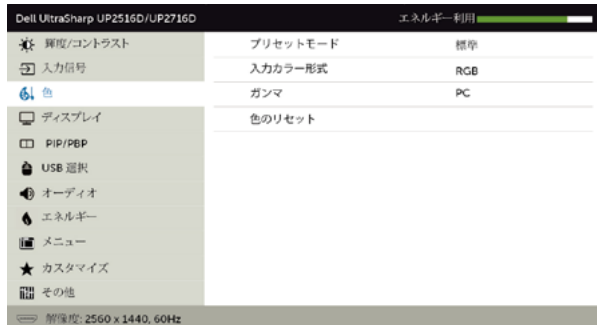 Dell UltraSharp UP2516D/UP2716D エネルギー利用
輝度/コントラスト プリセットモード 標準
入力信号 入力カラー形式 RGB
色 ガンマ PC
ディスプレイ 色のリセット
PIP/PBP
USB 選択
オーディオ
エネルギー
メニュー
カスタマイズ
その他
解像度: 2560 x 1440, 60Hz